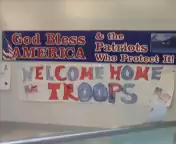 God Bless
AMERICA
& the
Patriots
Who Protect It!
WELCOME HOME
TROOPS